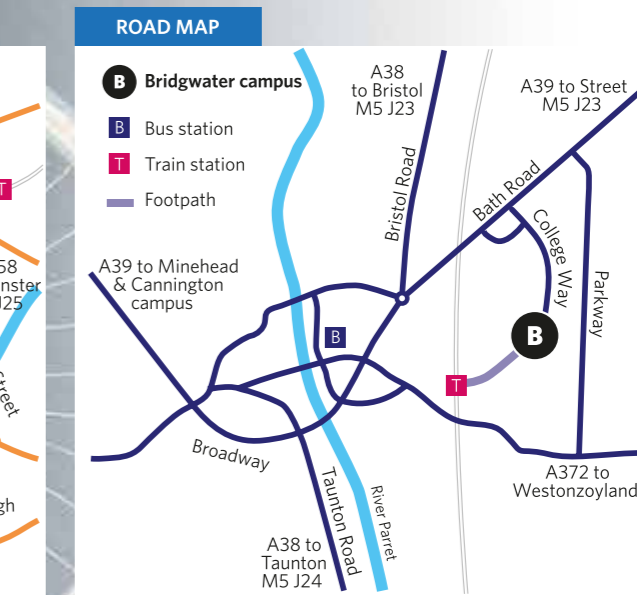 ROAD MAP
B Bridgwater campus
B Bus station
T Train station
Footpath
A38
to Bristol
M5 J23
A39 to Street
M5 J23
Bristol Road
Bath Road
College Way
Parkway
A39 to Minehead
& Cannington
campus
B
B
T
Broadway
Taunton Road
River Parret
A38 to
Taunton
M5 J24
A372 to
Westonzoyland
T
58
nster
J25
treet
gh